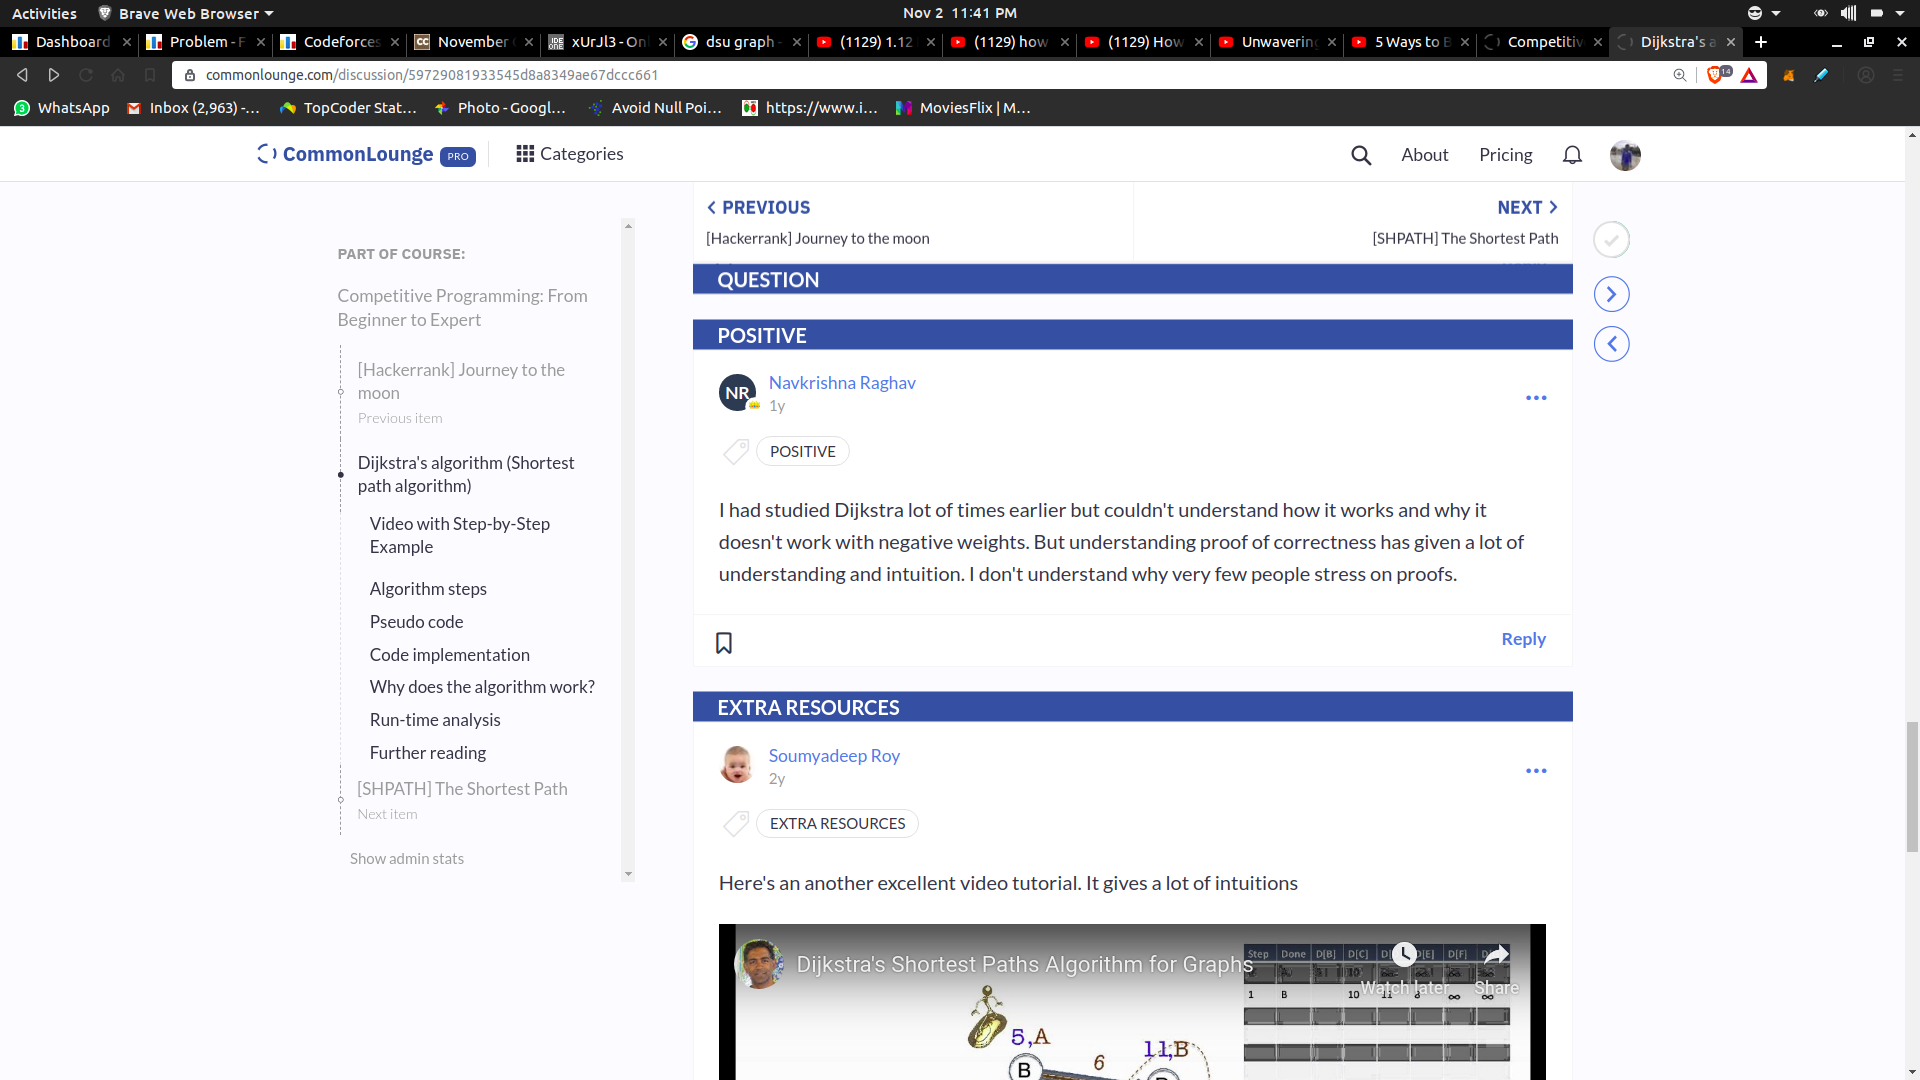 Activities Brave Web Browser Nov 2 11:41 PM
Dashboard Problem - F Codeforces November xUrJl3 - Onl dsu graph - (1129) 1.12 (1129) how (1129) How Unwavering 5 Ways to B Competitiv Dijkstra's a
commonlounge.com/discussion/59729081933545d8a8349ae67dccc661 14
WhatsApp Inbox (2,963) -... TopCoder Stat... Photo - Googl... Avoid Null Poi... https://www.i... MoviesFlix | M...
CommonLounge PRO Categories About Pricing
PREVIOUS NEXT
[Hackerrank] Journey to the moon [SHPATH] The Shortest Path
PART OF COURSE:
Competitive Programming: From
Beginner to Expert
[Hackerrank] Journey to the
moon
Previous item
Dijkstra's algorithm (Shortest
path algorithm)
Video with Step-by-Step
Example
Algorithm steps
Pseudo code
Code implementation
Why does the algorithm work?
Run-time analysis
Further reading
[SHPATH] The Shortest Path
Next item
Show admin stats
QUESTION
POSITIVE
NR Navkrishna Raghav
1y
POSITIVE
I had studied Dijkstra lot of times earlier but couldn't understand how it works and why it
doesn't work with negative weights. But understanding proof of correctness has given a lot of
understanding and intuition. I don't understand why very few people stress on proofs.
Reply
EXTRA RESOURCES
Soumyadeep Roy
2y
EXTRA RESOURCES
Here's an another excellent video tutorial. It gives a lot of intuitions
Dijkstra's Shortest Paths Algorithm for Graphs
Watch later Share
Step Done D[B] D[C] D[E] D[F]
1 B 10 11 ∞ ∞
5,A 11,B
B 6